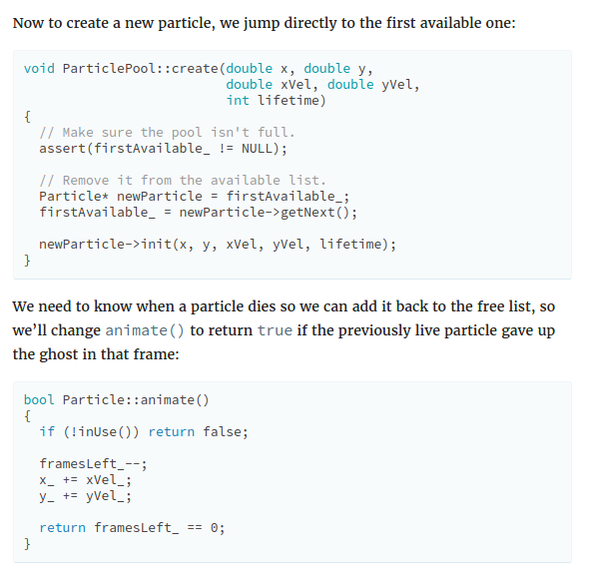 Now to create a new particle, we jump directly to the first available one:
void ParticlePool::create(double x, double y,
                          double xVel, double yVel,
                          int lifetime)
{
  // Make sure the pool isn't full.
  assert(firstAvailable_ != NULL);

  // Remove it from the available list.
  Particle* newParticle = firstAvailable_;
  firstAvailable_ = newParticle->getNext();

  newParticle->init(x, y, xVel, yVel, lifetime);
}
We need to know when a particle dies so we can add it back to the free list, so
we’ll change animate() to return true if the previously live particle gave up
the ghost in that frame:
bool Particle::animate()
{
  if (!inUse()) return false;

  framesLeft_--;
  x_ += xVel_;
  y_ += yVel_;

  return framesLeft_ == 0;
}